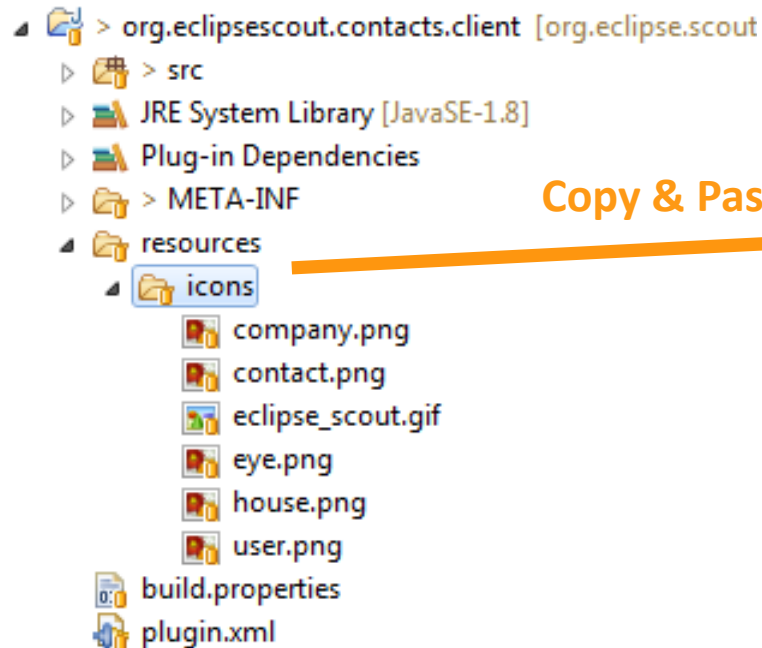 > org.eclipsescout.contacts.client [org.eclipse.scout
> src
JRE System Library [JavaSE-1.8]
Plug-in Dependencies
> META-INF
Copy & Pas
resources
icons
company.png
contact.png
eclipse_scout.gif
eye.png
house.png
user.png
build.properties
plugin.xml